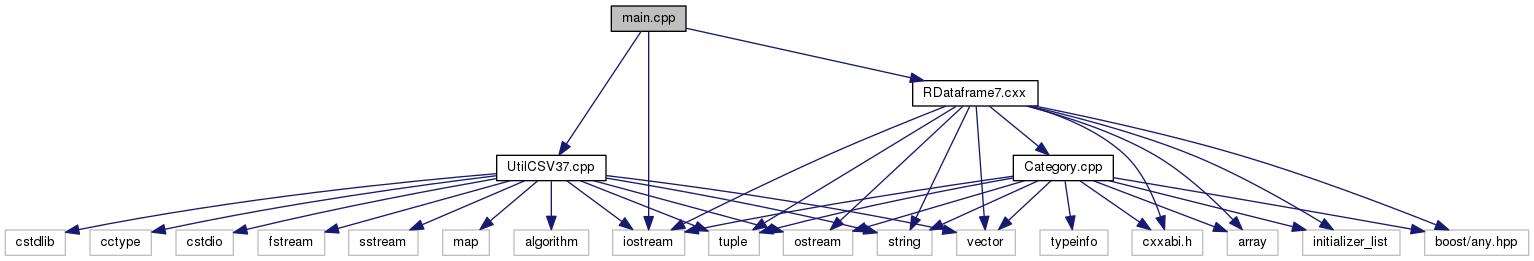 main.cpp
RDataframe7.cxx
UtilCSV37.cpp
Category.cpp
cstdlib
cctype
cstdio
fstream
sstream
map
algorithm
iostream
tuple
ostream
string
vector
typeinfo
cxxabi.h
array
initializer_list
boost/any.hpp